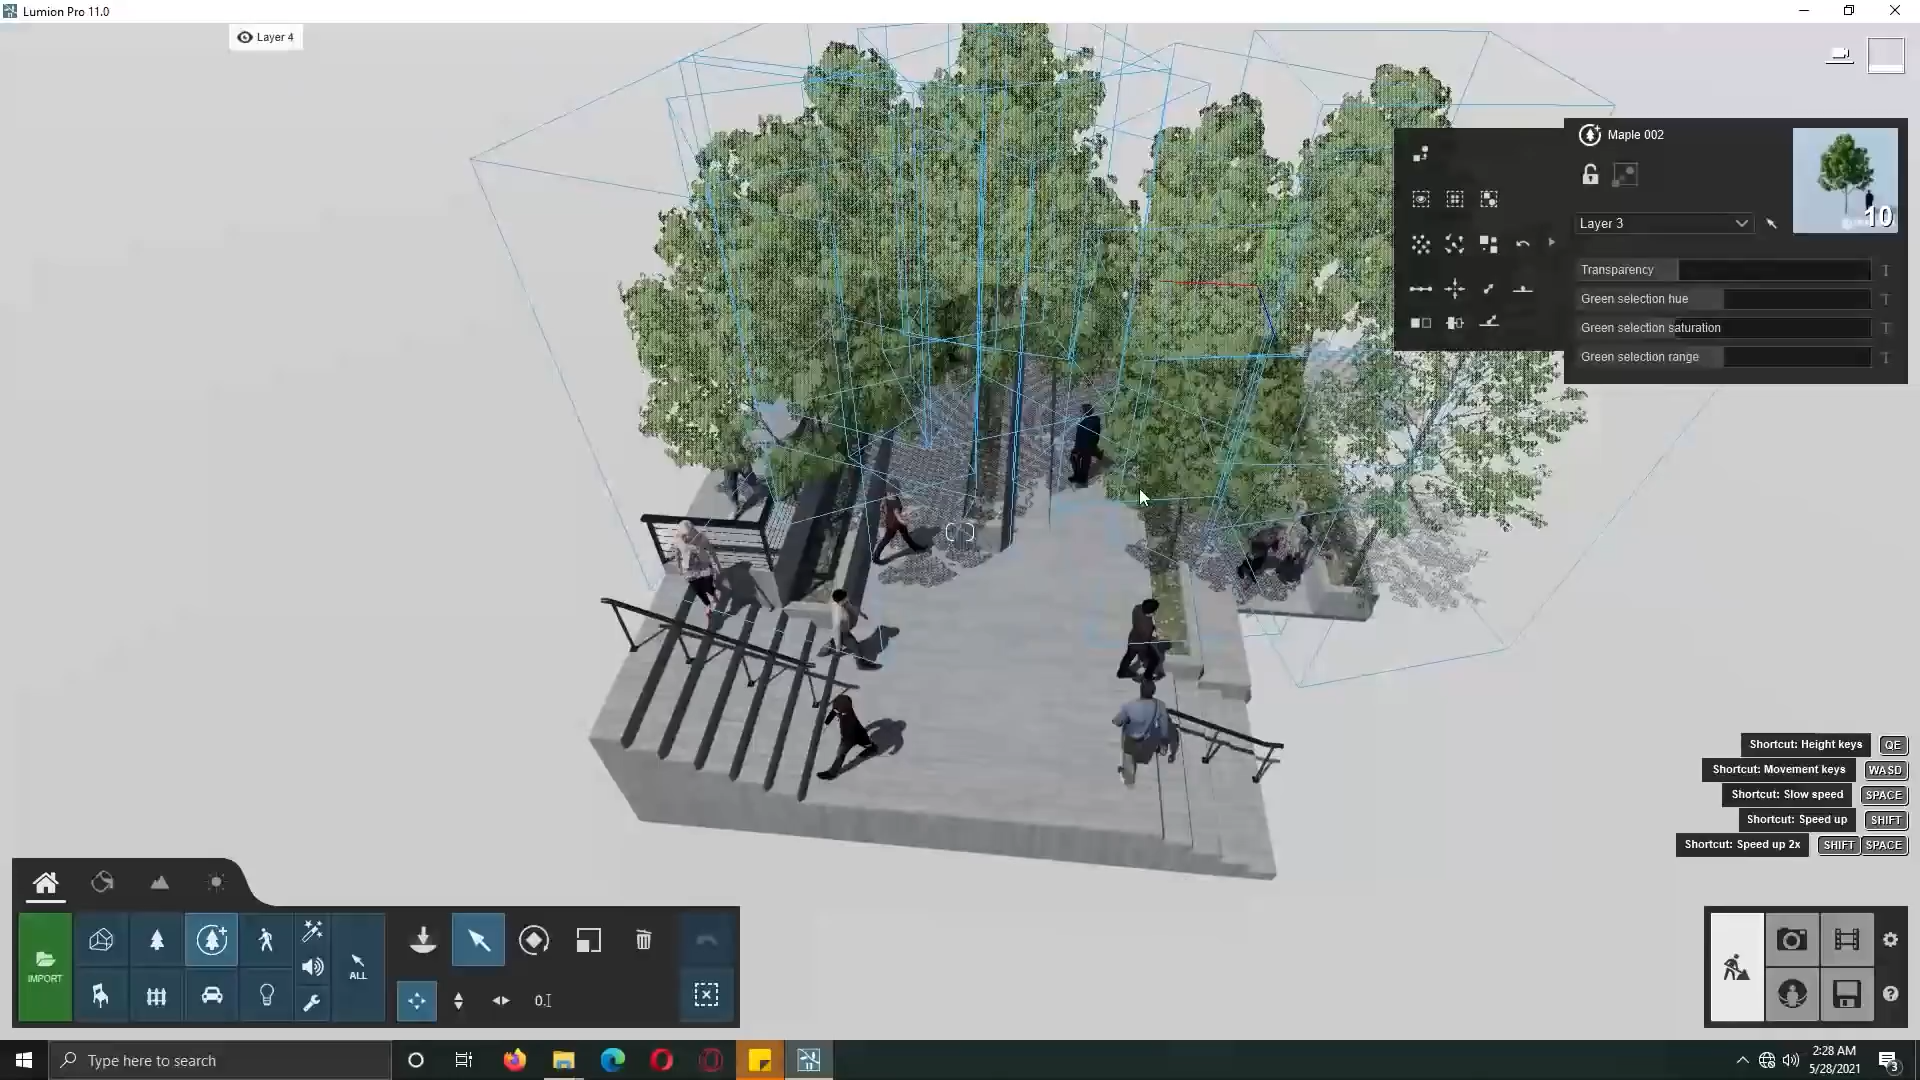 Lumion Pro 11.0
Layer 4
Maple 002
10
Layer 3
Transparency
Green selection hue
Green selection saturation
Green selection range
Shortcut: Height keys QE
Shortcut: Movement keys WASD
Shortcut: Slow speed SPACE
Shortcut: Speed up SHIFT
Shortcut: Speed up 2x SHIFT SPACE
IMPORT
ALL
Type here to search
2:28 AM
5/28/2021
3